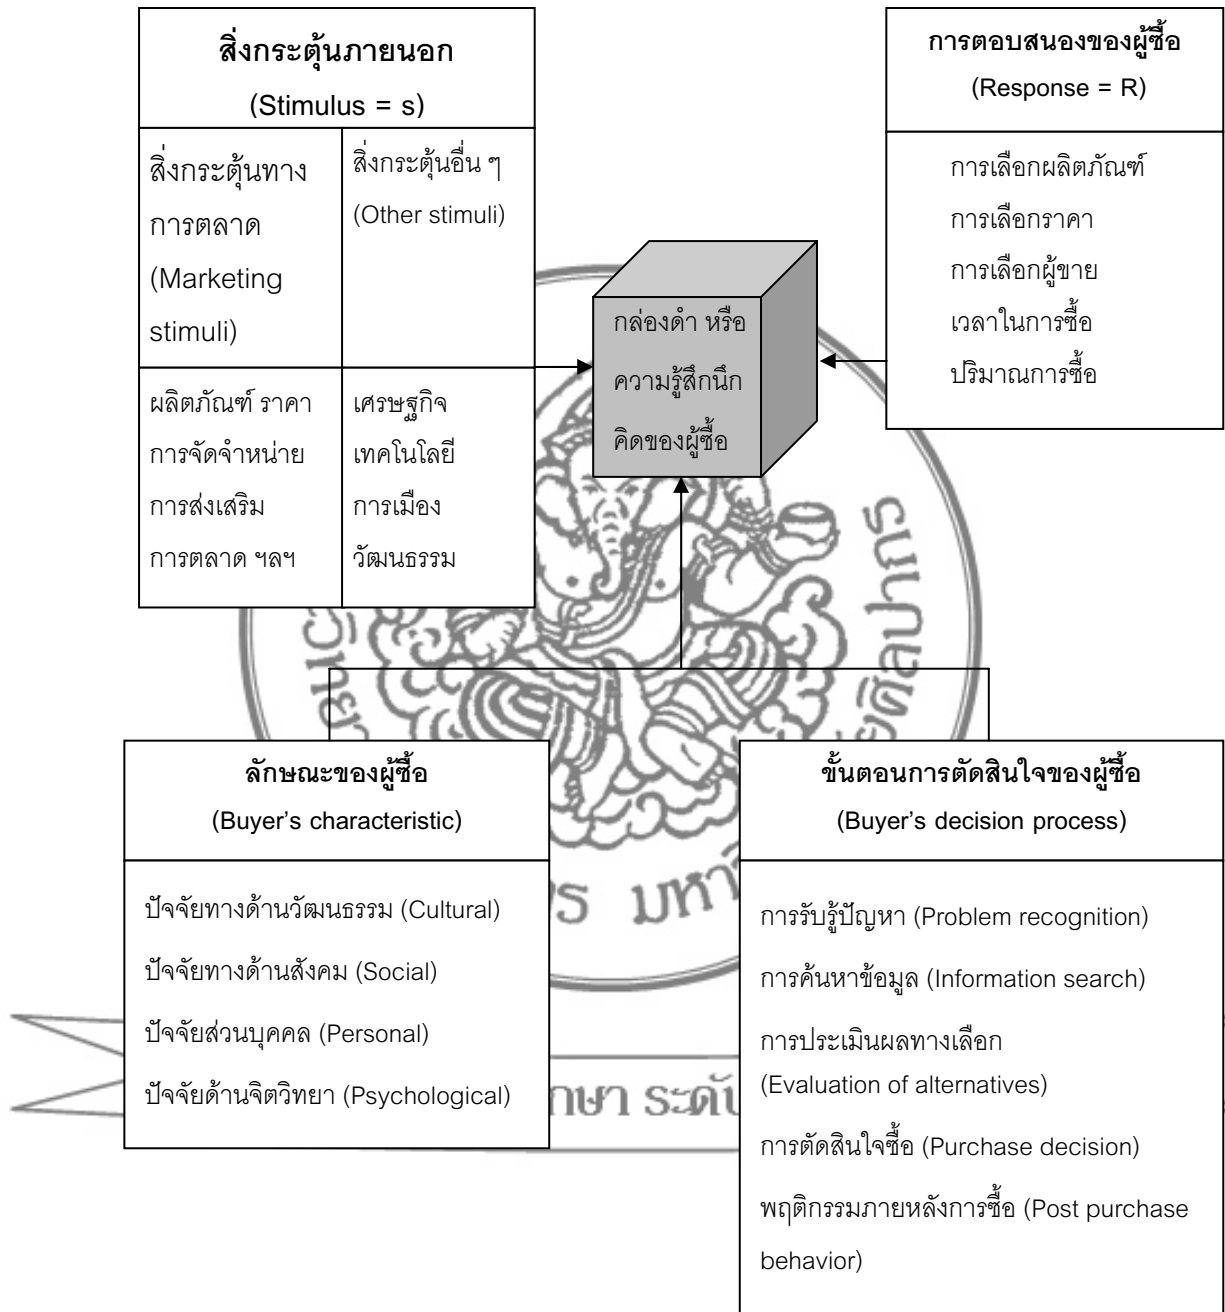 สิ่งกระตุ้นภายนอก
(Stimulus = s)
สิ่งกระตุ้นทาง
การตลาด
(Marketing
stimuli)
สิ่งกระตุ้นอื่น ๆ
(Other stimuli)
ผลิตภัณฑ์ ราคา
การจัดจำหน่าย
การส่งเสริม
การตลาด ฯลฯ
เศรษฐกิจ
เทคโนโลยี
การเมือง
วัฒนธรรม
กล่องดำ หรือ
ความรู้สึกนึก
คิดของผู้ซื้อ
การตอบสนองของผู้ซื้อ
(Response = R)
การเลือกผลิตภัณฑ์
การเลือกราคา
การเลือกผู้ขาย
เวลาในการซื้อ
ปริมาณการซื้อ
ลักษณะของผู้ซื้อ
(Buyer's characteristic)
ปัจจัยทางด้านวัฒนธรรม (Cultural)
ปัจจัยทางด้านสังคม (Social)
ปัจจัยส่วนบุคคล (Personal)
ปัจจัยด้านจิตวิทยา (Psychological)
ขั้นตอนการตัดสินใจของผู้ซื้อ
(Buyer's decision process)
การรับรู้ปัญหา (Problem recognition)
การค้นหาข้อมูล (Information search)
การประเมินผลทางเลือก
(Evaluation of alternatives)
การตัดสินใจซื้อ (Purchase decision)
พฤติกรรมภายหลังการซื้อ (Post purchase
behavior)